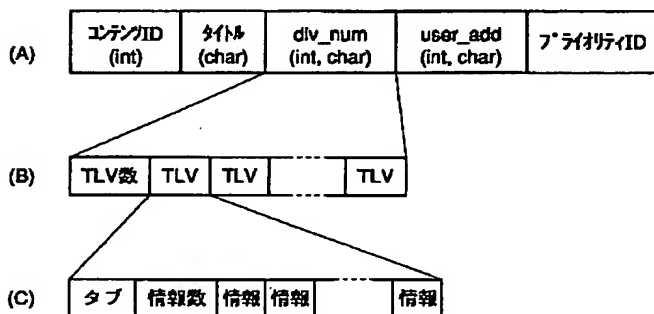 (A)
コンテンツID
(int)
タイトル
(char)
div_num
(int, char)
user_add
(int, char)
プライオリティID
(B)
TLV数 TLV TLV TLV
(C)
タブ 情報数 情報 情報 情報